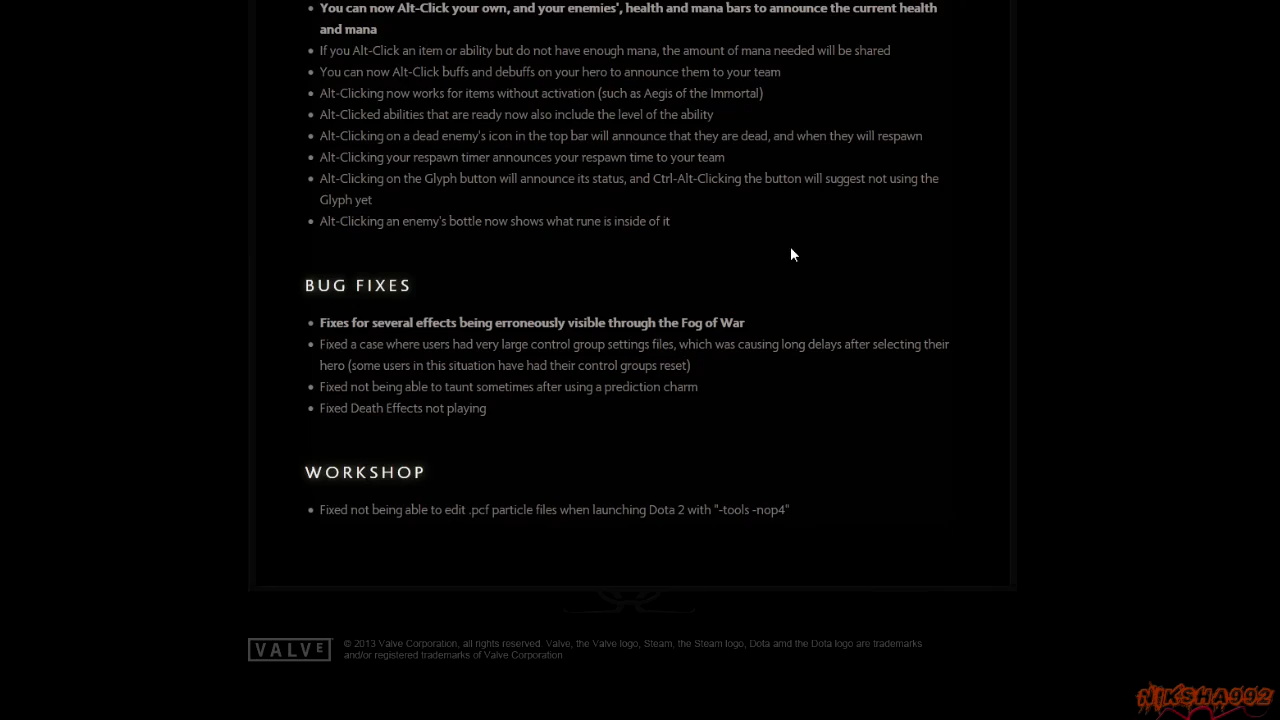 You can now Alt-Click your own, and your enemies', health and mana bars to announce the current health
and mana
If you Alt-Click an item or ability but do not have enough mana, the amount of mana needed will be shared
You can now Alt-Click buffs and debuffs on your hero to announce them to your team
Alt-Clicking now works for items without activation (such as Aegis of the Immortal)
Alt-Clicked abilities that are ready now also include the level of the ability
Alt-Clicking on a dead enemy's icon in the top bar will announce that they are dead, and when they will respawn
Alt-Clicking your respawn timer announces your respawn time to your team
Alt-Clicking on the Glyph button will announce its status, and Ctrl-Alt-Clicking the button will suggest not using the
Glyph yet
Alt-Clicking an enemy's bottle now shows what rune is inside of it
BUG FIXES
Fixes for several effects being erroneously visible through the Fog of War
Fixed a case where users had very large control group settings files, which was causing long delays after selecting their
hero (some users in this situation have had their control groups reset)
Fixed not being able to taunt sometimes after using a prediction charm
Fixed Death Effects not playing
WORKSHOP
Fixed not being able to edit .pcf particle files when launching Dota 2 with "-tools -nop4"
VALVE
© 2013 Valve Corporation, all rights reserved. Valve, the Valve logo, Steam, the Steam logo, Dota amd the Dota logo are trademarks
and/or registered trademarks of Valve Corporation
NIKSHA992